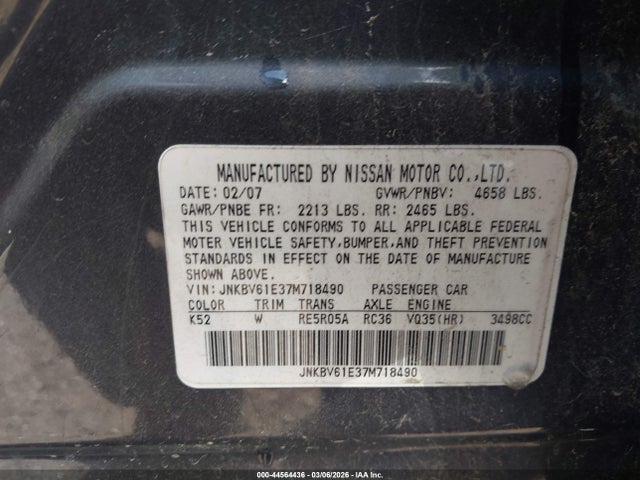 MANUFACTURED BY NISSAN MOTOR CO.,LTD.
DATE: 02/07 GVWR/PNBV: 4658 LBS.
GAWR/PNBE FR: 2213 LBS. RR: 2465 LBS.
THIS VEHICLE CONFORMS TO ALL APPLICABLE FEDERAL
MOTOR VEHICLE SAFETY,BUMPER,AND THEFT PREVENTION
STANDARDS IN EFFECT ON THE DATE OF MANUFACTURE
SHOWN ABOVE.
VIN: JNKBV61E37M718490 PASSENGER CAR
COLOR TRIM TRANS AXLE ENGINE
K52 W RE5R05A RC36 VQ35(HR) 3498CC
JNKBV61E37M718490
000-44564436 - 03/06/2026 - IAA, Inc.